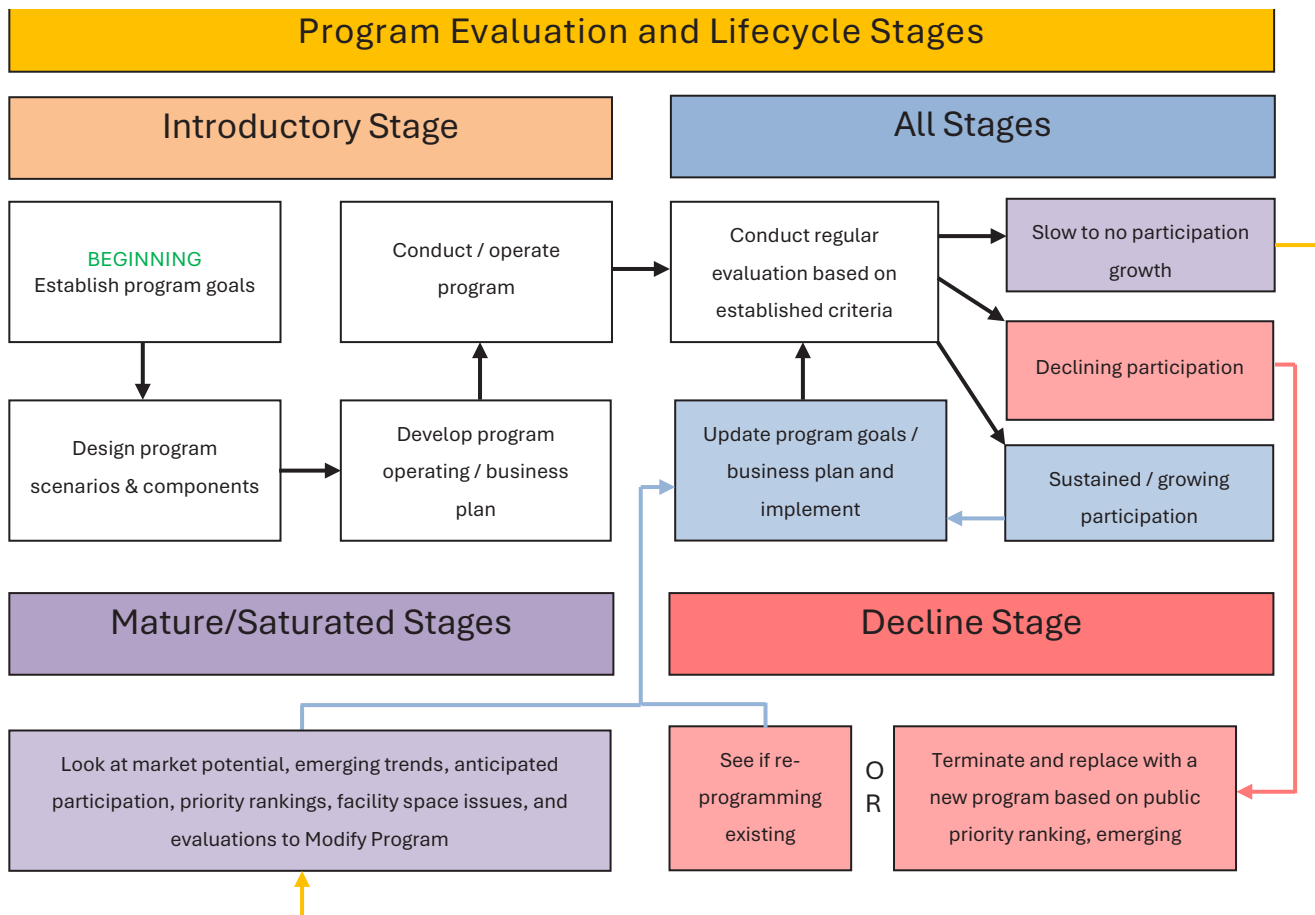 Program Evaluation and Lifecycle Stages
Introductory Stage
All Stages
BEGINNING
Establish program goals
Conduct / operate
program
Conduct regular
evaluation based on
established criteria
Slow to no participation
growth
Declining participation
Design program
scenarios & components
Develop program
operating / business
plan
Update program goals /
business plan and
implement
Sustained / growing
participation
Mature/Saturated Stages
Decline Stage
Look at market potential, emerging trends, anticipated
participation, priority rankings, facility space issues, and
evaluations to Modify Program
See if re-
programming
existing
O
R
Terminate and replace with a
new program based on public
priority ranking, emerging